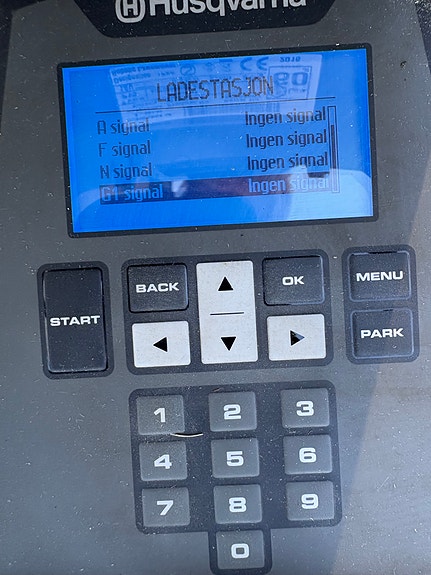 Husqvarna
LADESTASJON
A signal Ingen signal
F signal Ingen signal
N signal Ingen signal
G1 signal Ingen signal
BACK
OK
MENU
START
PARK
1 2 3
4 5 6
7 8 9
0